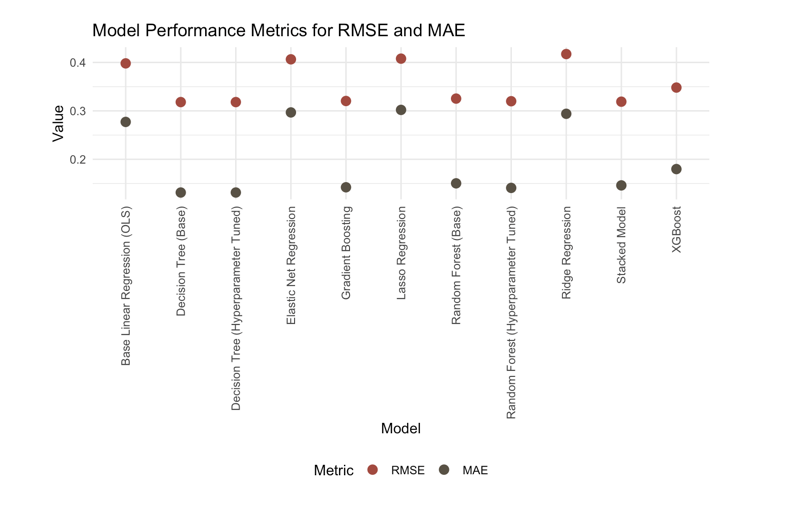 Model Performance Metrics for RMSE and MAE
Value
0.4
0.3
0.2
Base Linear Regression (OLS)
Decision Tree (Base)
Decision Tree (Hyperparameter Tuned)
Elastic Net Regression
Gradient Boosting
Lasso Regression
Random Forest (Base)
Random Forest (Hyperparameter Tuned)
Ridge Regression
Stacked Model
XGBoost
Model
Metric RMSE MAE